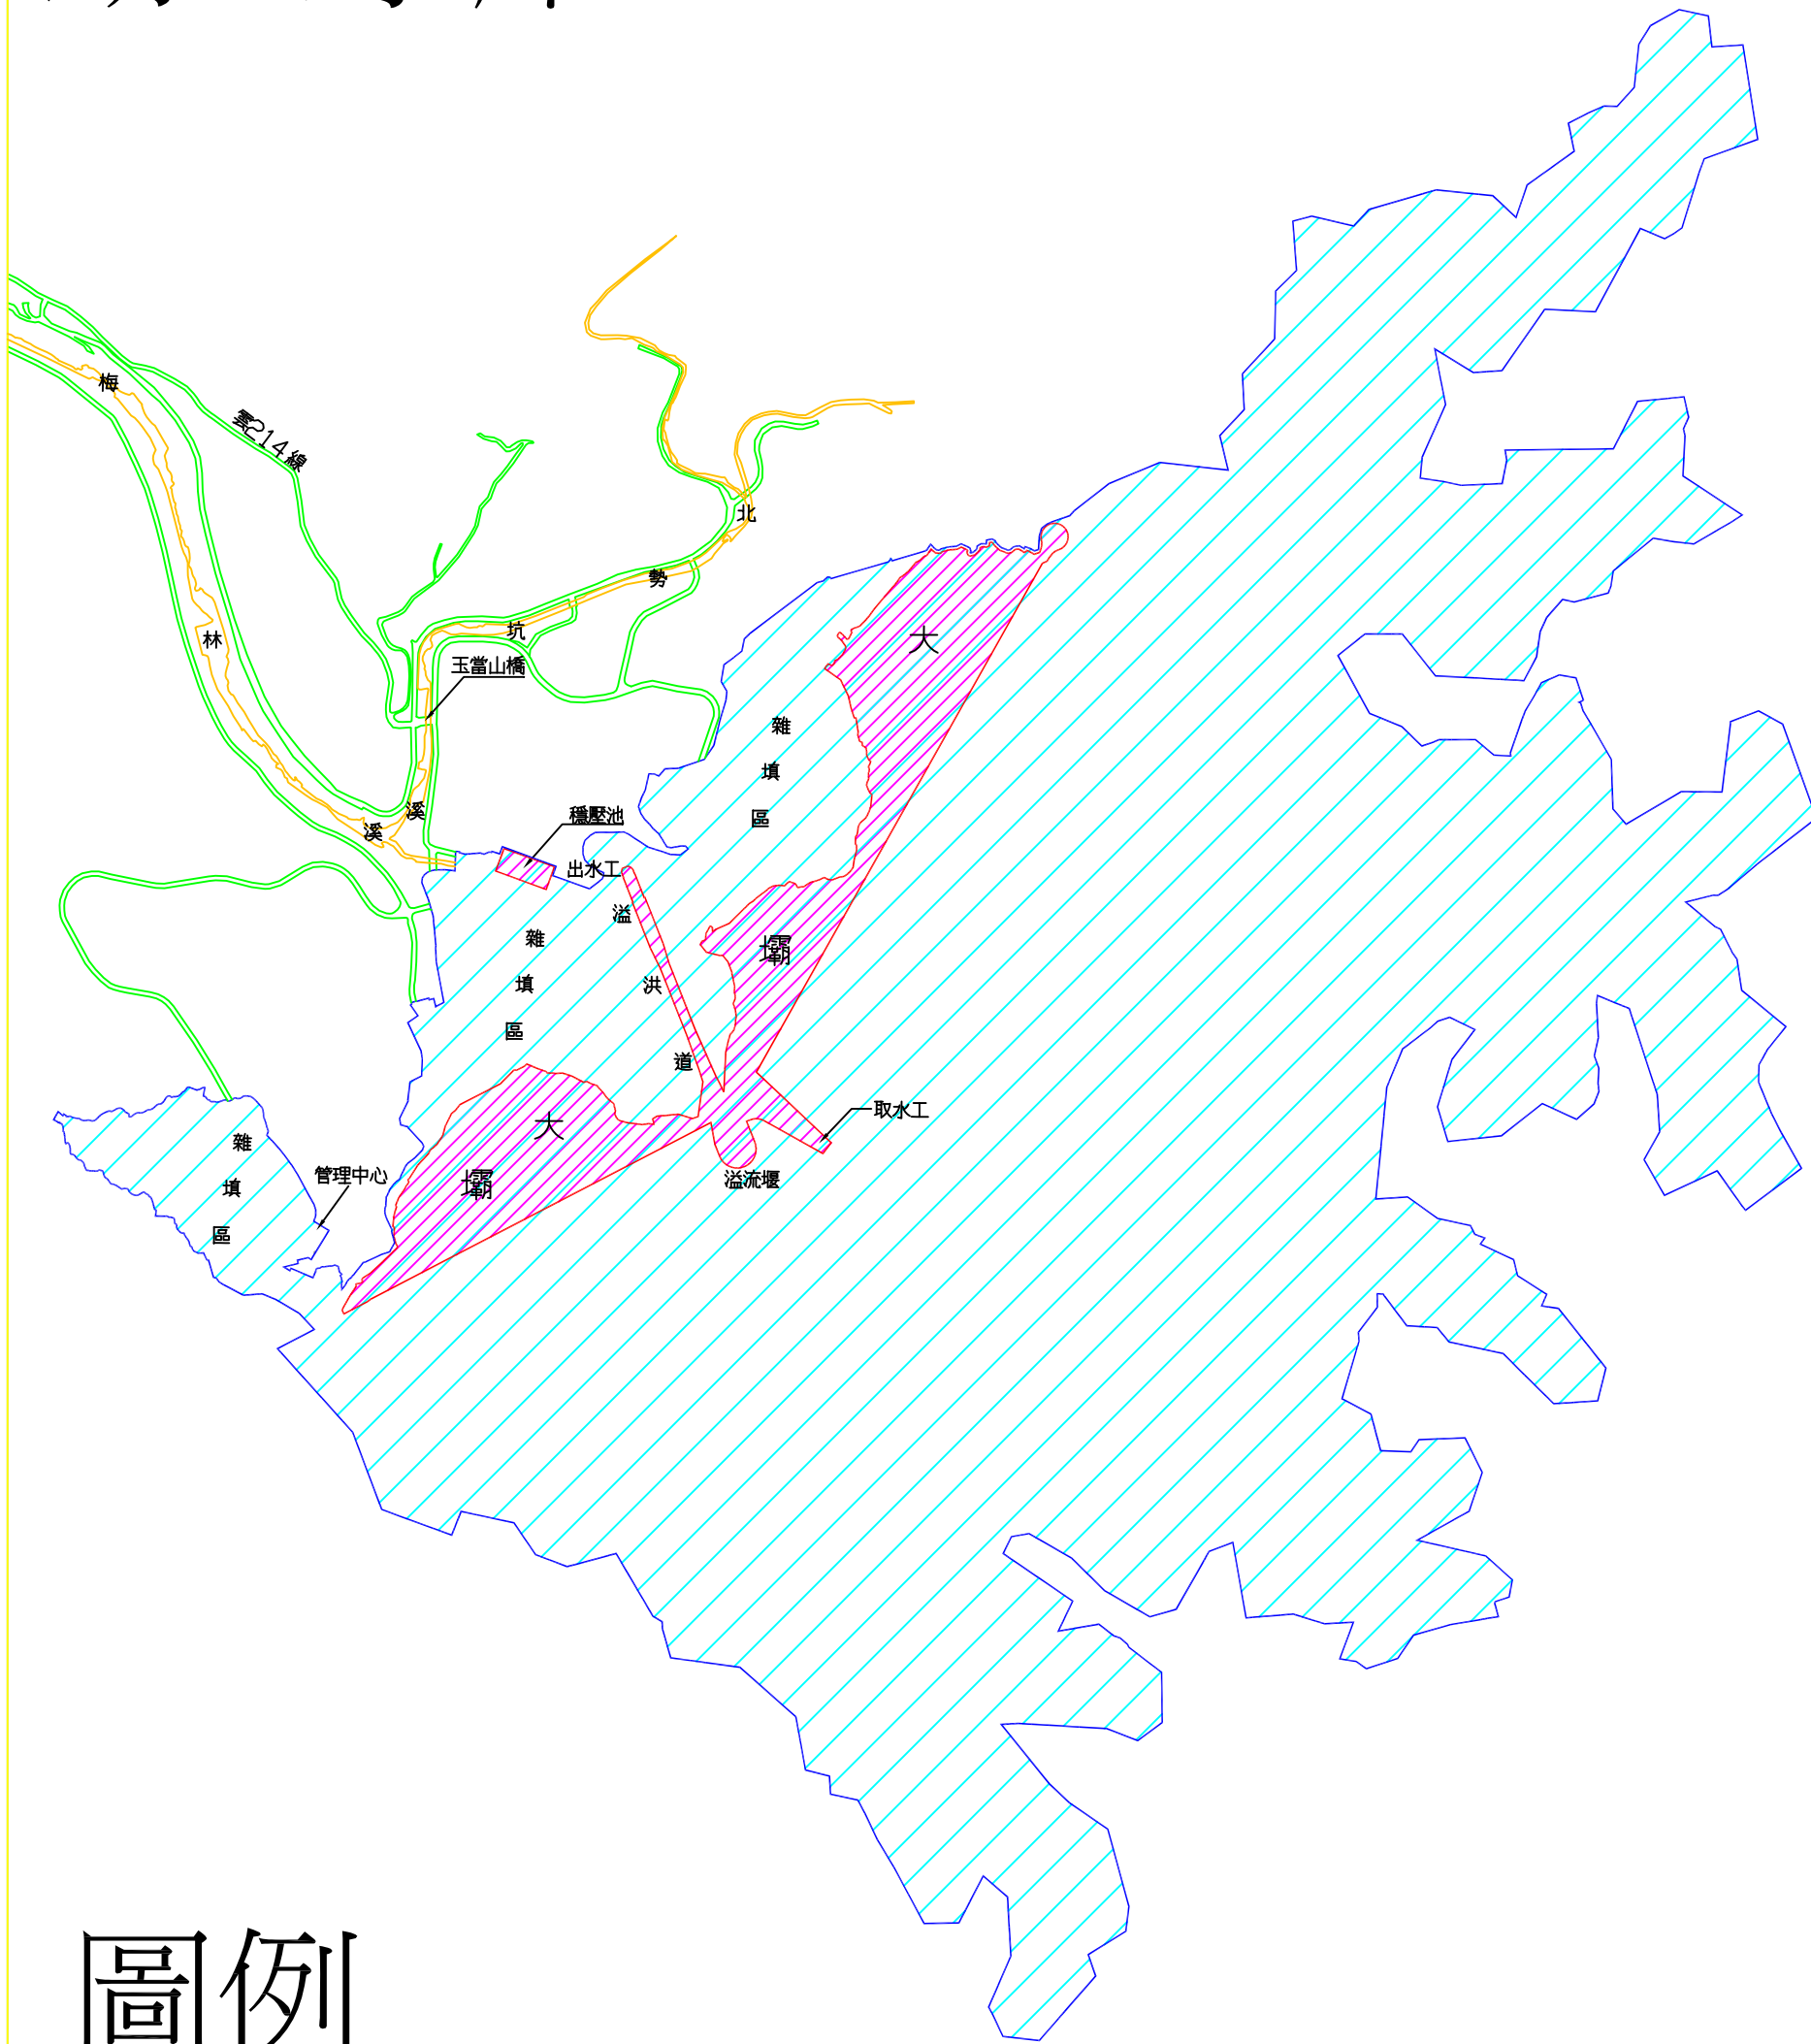 梅
雲214線
北
勢
坑
林
大
玉當山橋
雜
填
區
溪
溪
穩壓池
出水工
溢
洪
道
雜
填
區
壩
取水工
大
雜
填
區
管理中心
壩
溢流堰
圖例